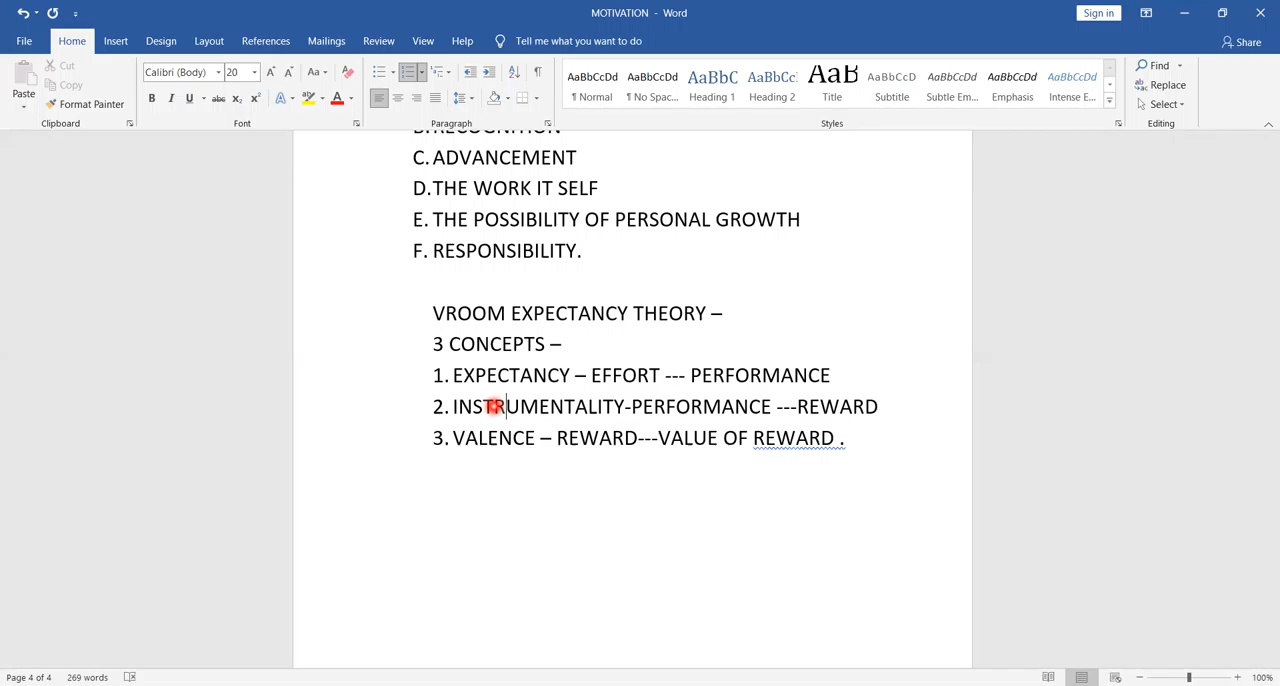 MOTIVATION - Word
Sign in
File Home Insert Design Layout References Mailings Review View Help Tell me what you want to do Share
Paste Cut Copy Format Painter
Calibri (Body) 20
AaBbCcDd AaBbCcDd AaBbC AaBbCc AaB AaBbCcD AaBbCcDd AaBbCcDd AaBbCcDd
¶ Normal ¶ No Spac... Heading 1 Heading 2 Title Subtitle Subtle Em... Emphasis Intense E...
Find Replace Select
Clipboard Font Paragraph Styles Editing
B. RECOGNITION
C. ADVANCEMENT
D. THE WORK IT SELF
E. THE POSSIBILITY OF PERSONAL GROWTH
F. RESPONSIBILITY.
VROOM EXPECTANCY THEORY –
3 CONCEPTS –
1. EXPECTANCY – EFFORT --- PERFORMANCE
2. INSTRUMENTALITY-PERFORMANCE ---REWARD
3. VALENCE – REWARD---VALUE OF REWARD .
Page 4 of 4 269 words 100%